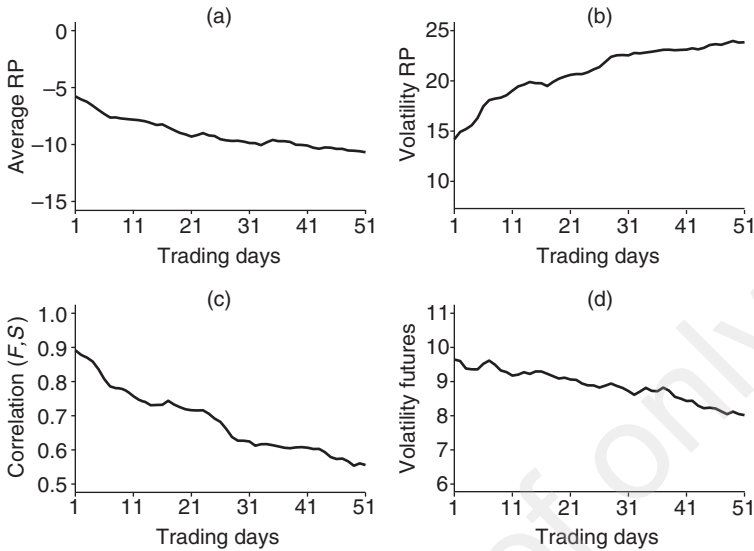 (a)
0
−5
−10
−15
Average RP
1 11 21 31 41 51
Trading days
(b)
25
20
15
10
Volatility RP
1 11 21 31 41 51
Trading days
(c)
1.0
0.9
0.8
0.7
0.6
0.5
Correlation (F,S)
1 11 21 31 41 51
Trading days
(d)
11
10
9
8
7
6
Volatility futures
1 11 21 31 41 51
Trading days
of only